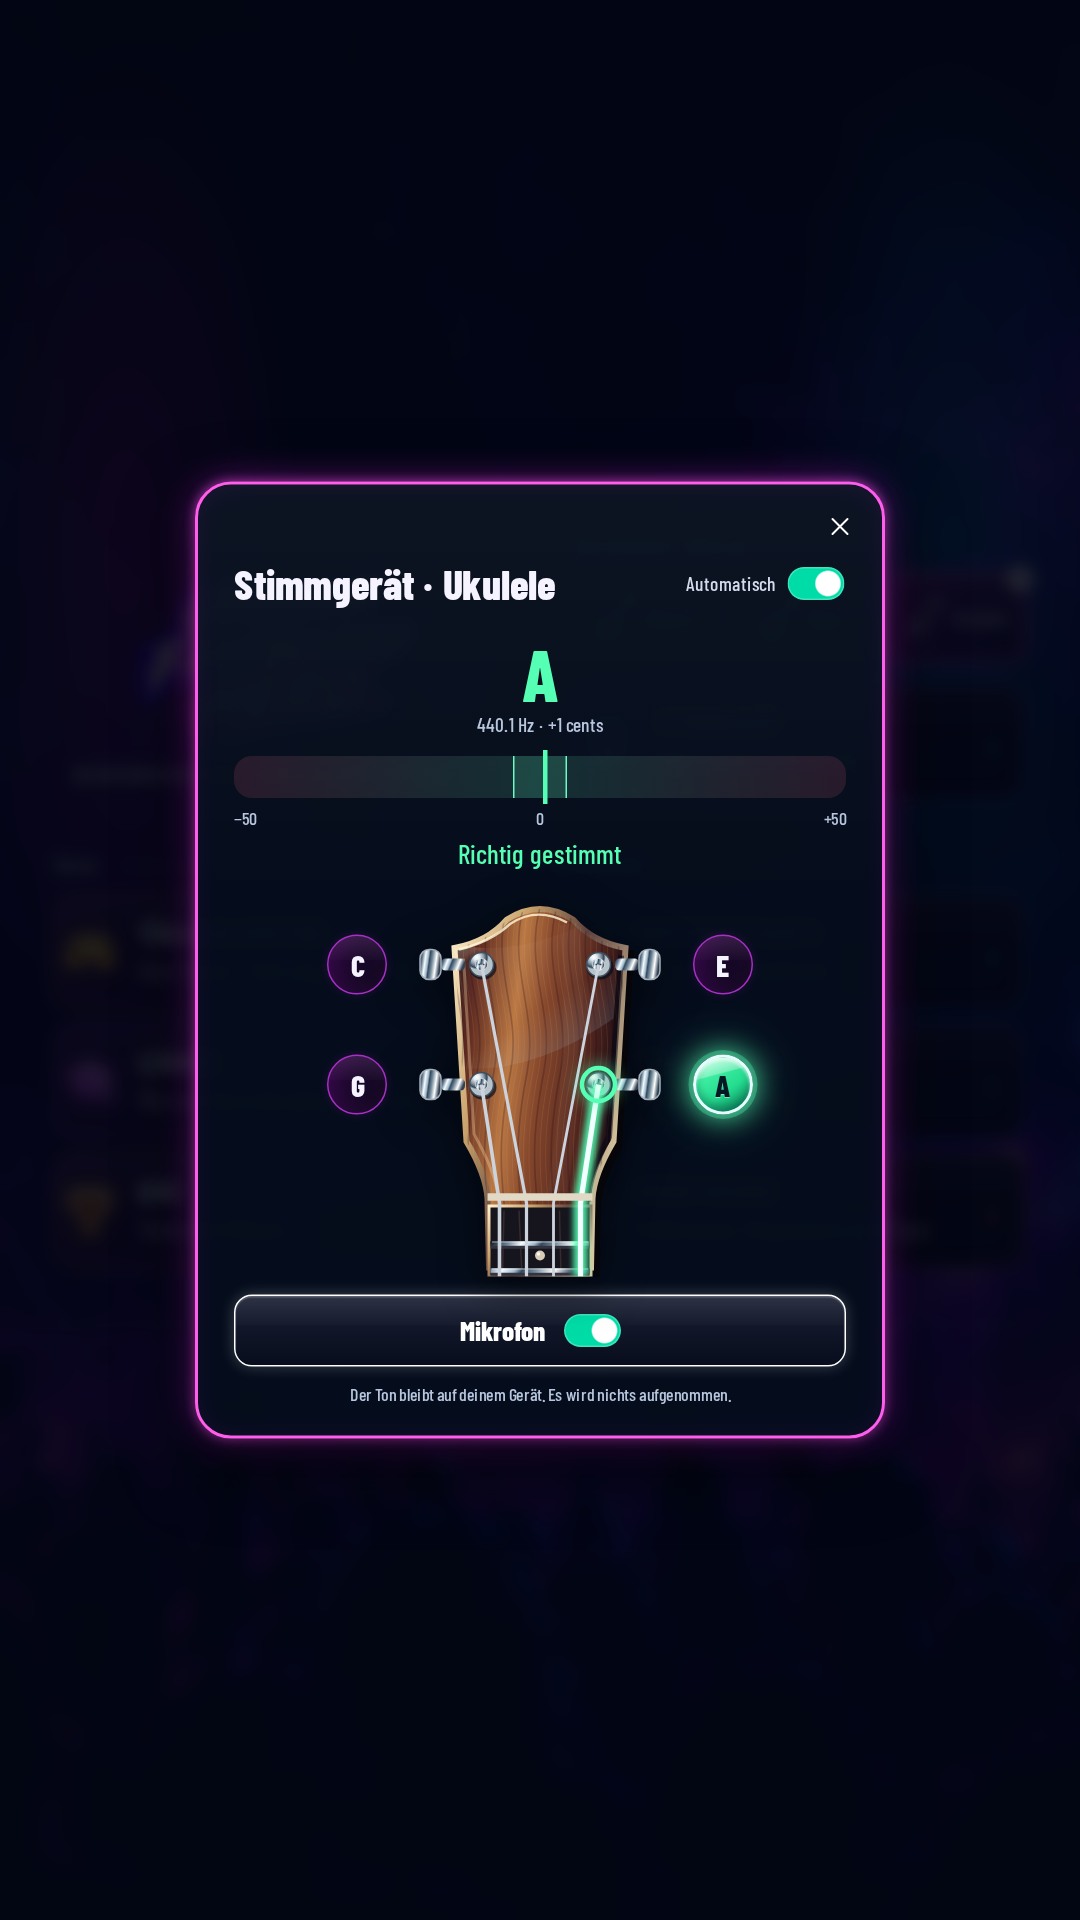 Stimmgerät · Ukulele
Automatisch
A
440.1 Hz · +1 cents
−50 0 +50
Richtig gestimmt
C E
G A
Mikrofon
Der Ton bleibt auf deinem Gerät. Es wird nichts aufgenommen.